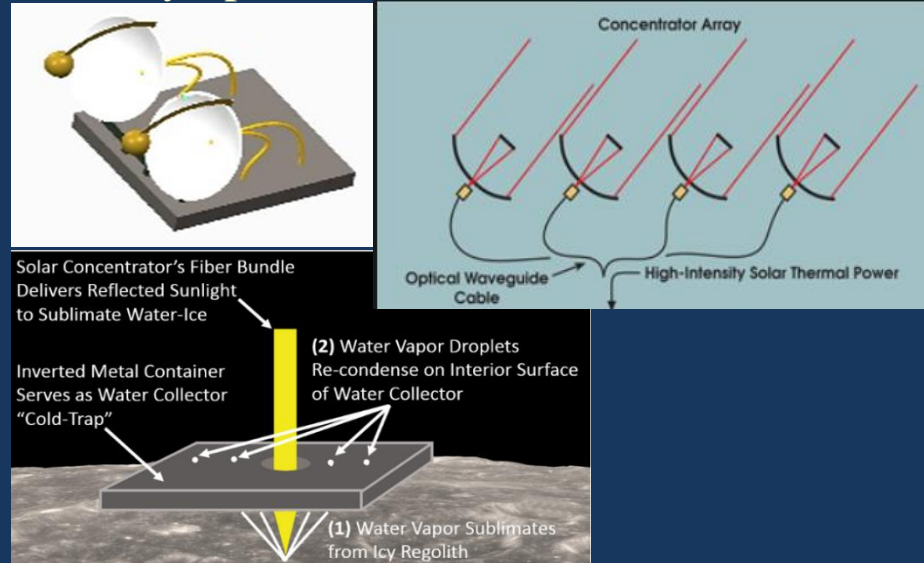 Concentrator Array
Optical Waveguide
Cable
High-Intensity Solar Thermal Power
Solar Concentrator's Fiber Bundle
Delivers Reflected Sunlight
to Sublimate Water-Ice
Inverted Metal Container
Serves as Water Collector
"Cold-Trap"
(2) Water Vapor Droplets
Re-condense on Interior Surface
of Water Collector
(1) Water Vapor Sublimates
from Icy Regolith